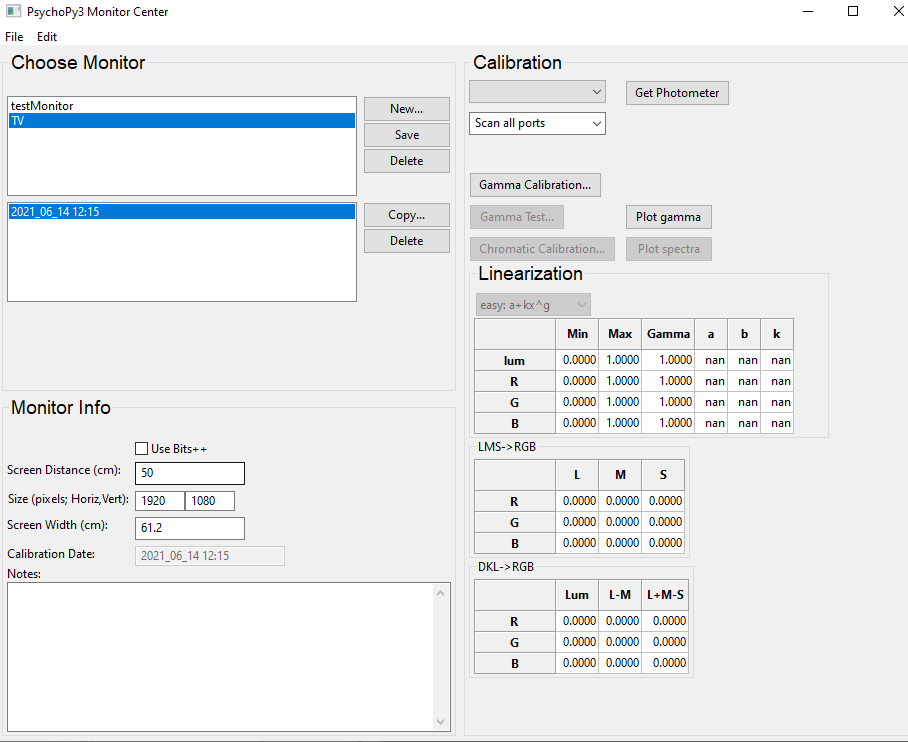 PsychoPy3 Monitor Center
File Edit
Choose Monitor
testMonitor
TV
New...
Save
Delete
2021_06_14 12:15
Copy...
Delete
Monitor Info
Use Bits++
Screen Distance (cm): 50
Size (pixels; Horiz,Vert): 1920 1080
Screen Width (cm): 61.2
Calibration Date: 2021_06_14 12:15
Notes:
Calibration
Get Photometer
Scan all ports
Gamma Calibration...
Gamma Test... Plot gamma
Chromatic Calibration... Plot spectra
Linearization
easy: a+kx^g
Min Max Gamma a b k
lum 0.0000 1.0000 1.0000 nan nan nan
R 0.0000 1.0000 1.0000 nan nan nan
G 0.0000 1.0000 1.0000 nan nan nan
B 0.0000 1.0000 1.0000 nan nan nan
LMS->RGB
L M S
R 0.0000 0.0000 0.0000
G 0.0000 0.0000 0.0000
B 0.0000 0.0000 0.0000
DKL->RGB
Lum L-M L+M-S
R 0.0000 0.0000 0.0000
G 0.0000 0.0000 0.0000
B 0.0000 0.0000 0.0000